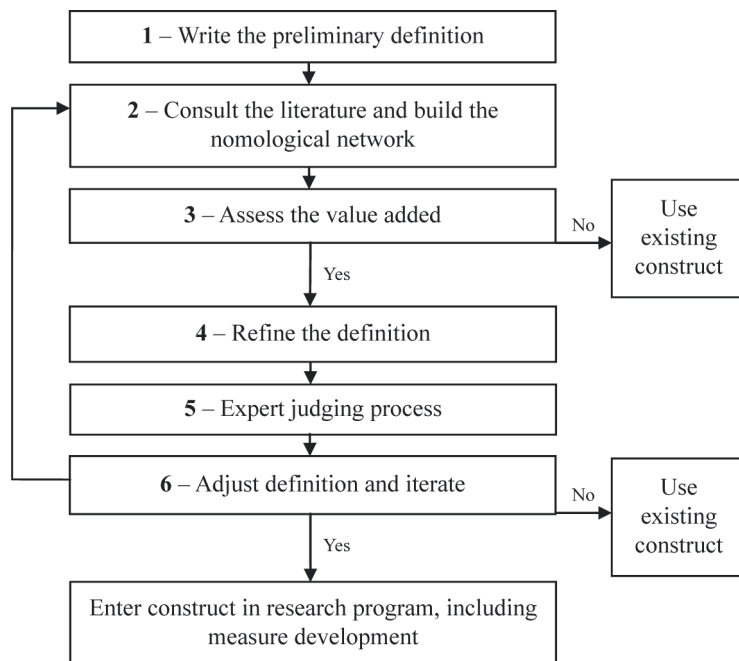 1 – Write the preliminary definition
2 – Consult the literature and build the
nomological network
3 – Assess the value added
No
Use
existing
construct
Yes
4 – Refine the definition
5 – Expert judging process
6 – Adjust definition and iterate
No
Use
existing
construct
Yes
Enter construct in research program, including
measure development